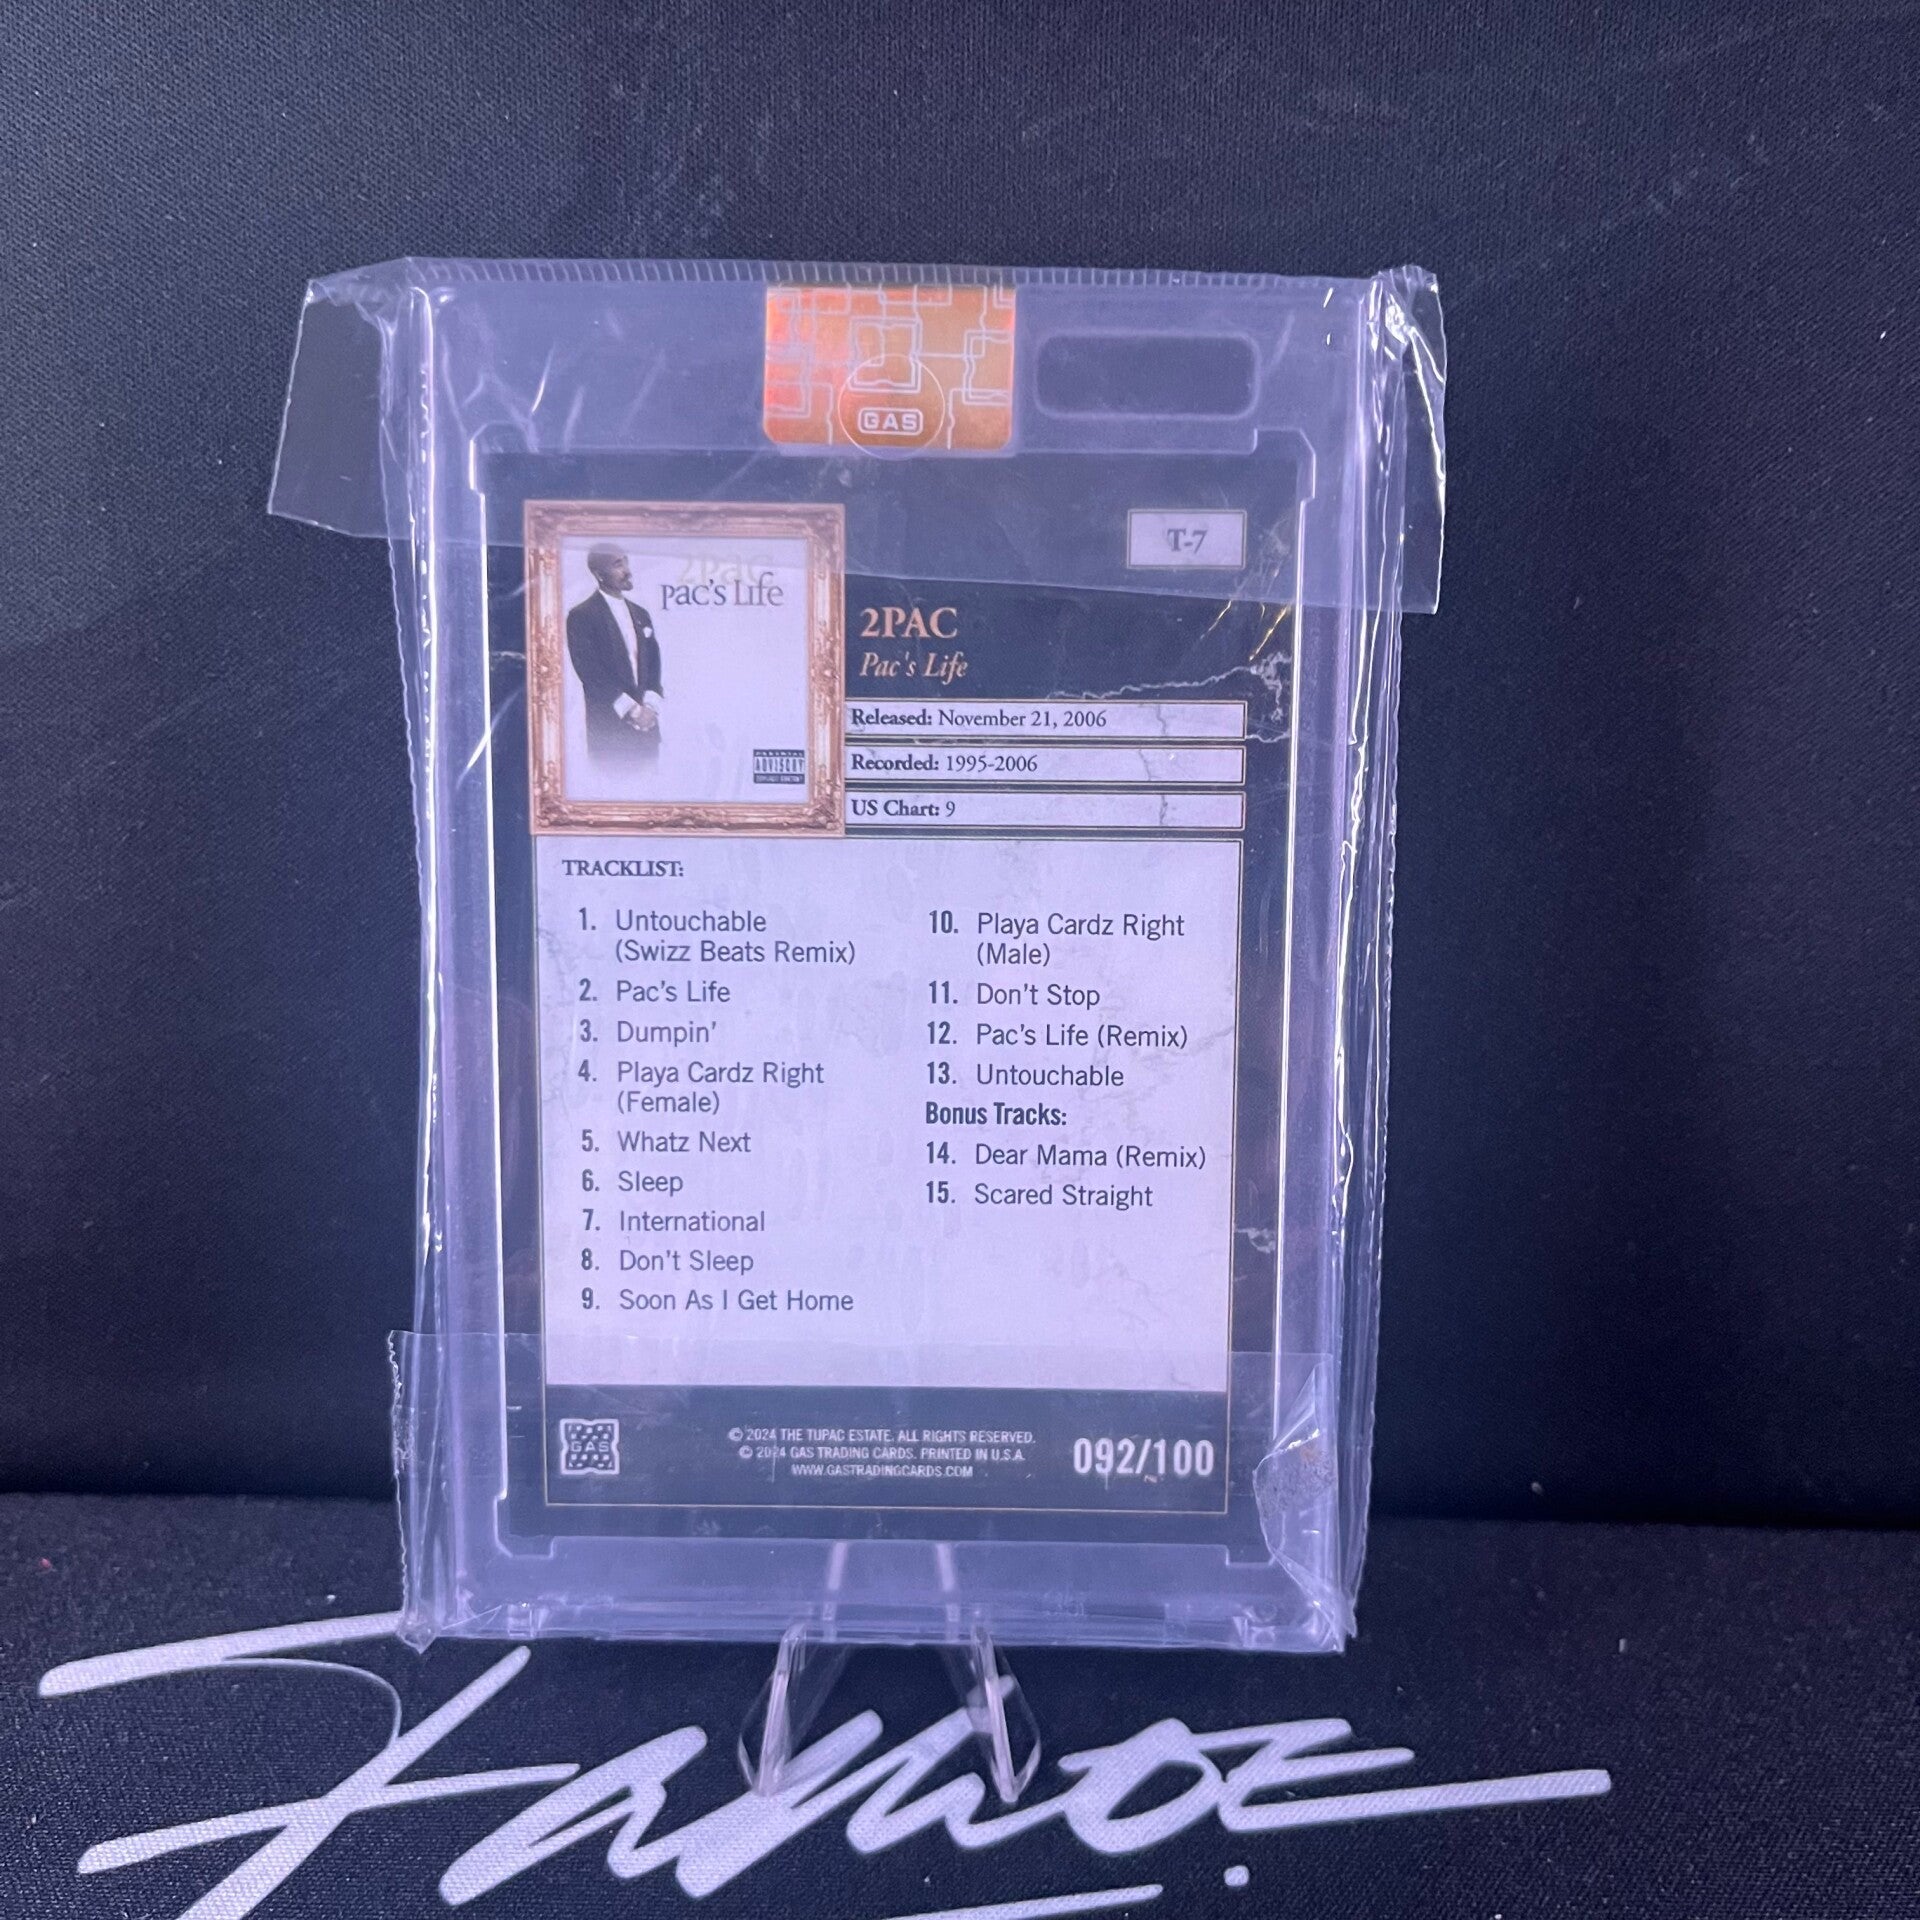 GAS
T-7
2PAC
pac's Life
PARENTAL
ADVISORY
EXPLICIT CONTENT
2PAC
Pac's Life
Released: November 21, 2006
Recorded: 1995-2006
US Chart: 9
TRACKLIST:
1. Untouchable
(Swizz Beats Remix)
2. Pac's Life
3. Dumpin'
4. Playa Cardz Right
(Female)
5. Whatz Next
6. Sleep
7. International
8. Don't Sleep
9. Soon As I Get Home
10. Playa Cardz Right
(Male)
11. Don't Stop
12. Pac's Life (Remix)
13. Untouchable
Bonus Tracks:
14. Dear Mama (Remix)
15. Scared Straight
GAS
© 2024 THE TUPAC ESTATE. ALL RIGHTS RESERVED.
© 2024 GAS TRADING CARDS. PRINTED IN U.S.A.
WWW.GASTRADINGCARDS.COM
092/100